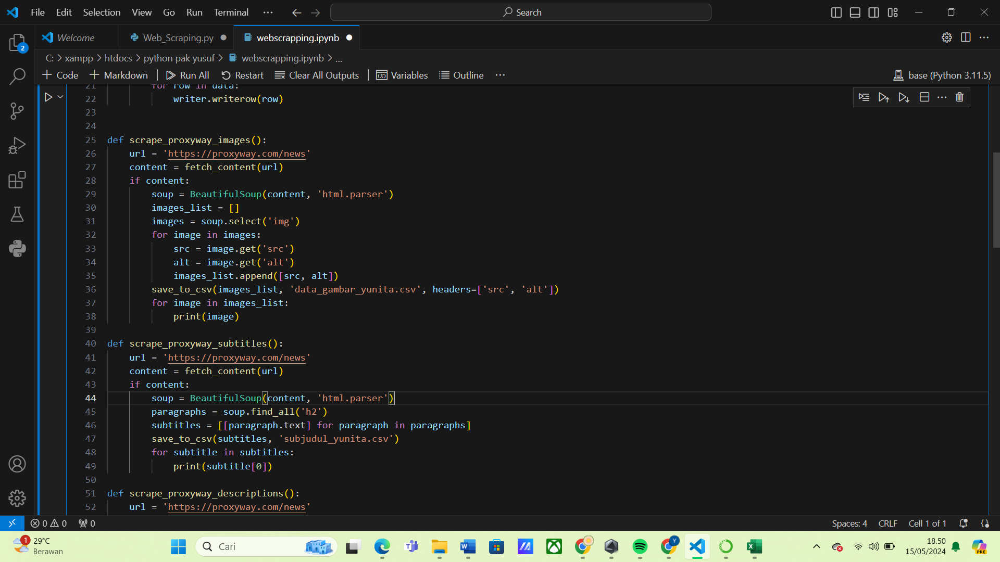 File Edit Selection View Go Run Terminal ... Search
Welcome Web_Scraping.py webscrapping.ipynb
2
C: > xampp > htdocs > python pak yusuf > webscrapping.ipynb > ...
+ Code + Markdown Run All Restart Clear All Outputs Variables Outline ... base (Python 3.11.5)
21 for row in data:
22 writer.writerow(row)
23
24
25 def scrape_proxyway_images():
26 url = 'https://proxyway.com/news'
27 content = fetch_content(url)
28 if content:
29 soup = BeautifulSoup(content, 'html.parser')
30 images_list = []
31 images = soup.select('img')
32 for image in images:
33 src = image.get('src')
34 alt = image.get('alt')
35 images_list.append([src, alt])
36 save_to_csv(images_list, 'data_gambar_yunita.csv', headers=['src', 'alt'])
37 for image in images_list:
38 print(image)
39
40 def scrape_proxyway_subtitles():
41 url = 'https://proxyway.com/news'
42 content = fetch_content(url)
43 if content:
44 soup = BeautifulSoup(content, 'html.parser')
45 paragraphs = soup.find_all('h2')
46 subtitles = [[paragraph.text] for paragraph in paragraphs]
47 save_to_csv(subtitles, 'subjudul_yunita.csv')
48 for subtitle in subtitles:
49 print(subtitle[0])
50
51 def scrape_proxyway_descriptions():
52 url = 'https://proxyway.com/news'
0 0 0 Spaces: 4 CRLF Cell 1 of 1 {}
1 29°C
Berawan
Cari
Y
PRE
18.50
15/05/2024